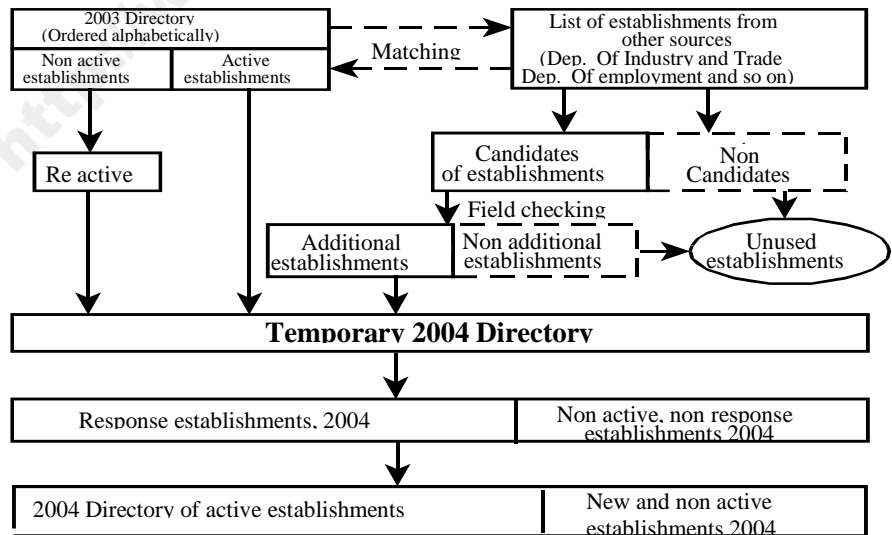 2003 Directory
(Ordered alphabetically)
Non active
establishments
Active
establishments
Matching
List of establishments from
other sources
(Dep. Of Industry and Trade
Dep. Of employment and so on)
Re active
Candidates
of establishments
Non
Candidates
Field checking
Additional
establishments
Non additional
establishments
Unused
establishments
Temporary 2004 Directory
Response establishments, 2004
Non active, non response
establishments 2004
2004 Directory of active establishments
New and non active
establishments 2004